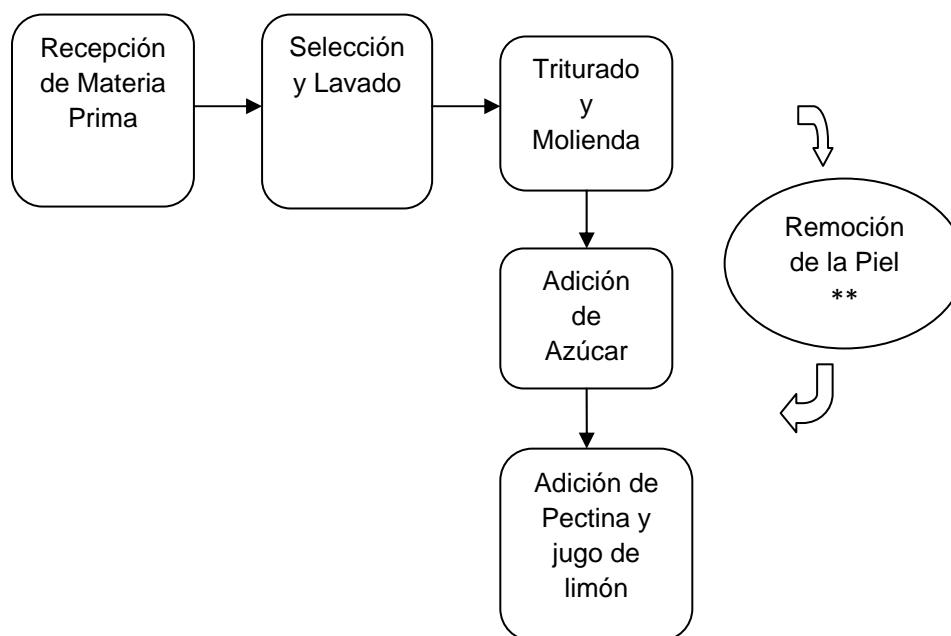 Recepción
de Materia
Prima
Selección
y Lavado
Triturado
y
Molienda
Remoción
de la Piel
**
Adición
de
Azúcar
Adición de
Pectina y
jugo de
limón